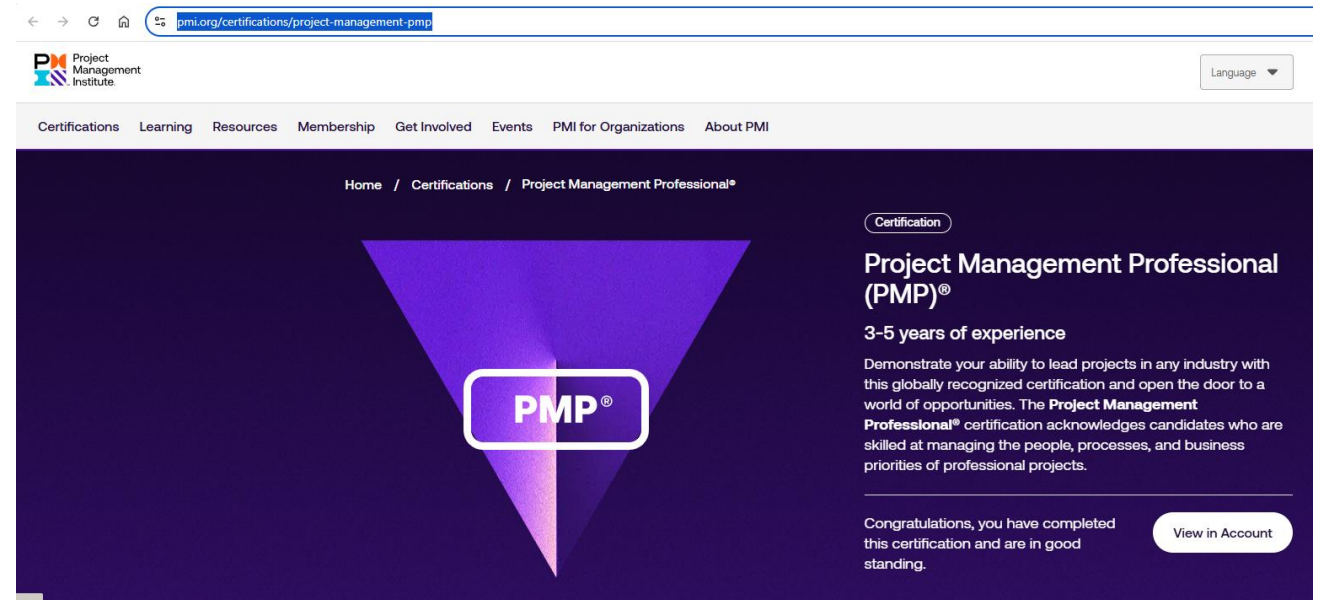 pmi.org/certifications/project-management-pmp
Project
Management
Institute.
Language
Certifications Learning Resources Membership Get Involved Events PMI for Organizations About PMI
Home / Certifications / Project Management Professional®
PMP®
Certification
Project Management Professional
(PMP)®
3-5 years of experience
Demonstrate your ability to lead projects in any industry with
this globally recognized certification and open the door to a
world of opportunities. The Project Management
Professional® certification acknowledges candidates who are
skilled at managing the people, processes, and business
priorities of professional projects.
Congratulations, you have completed
this certification and are in good
standing.
View in Account